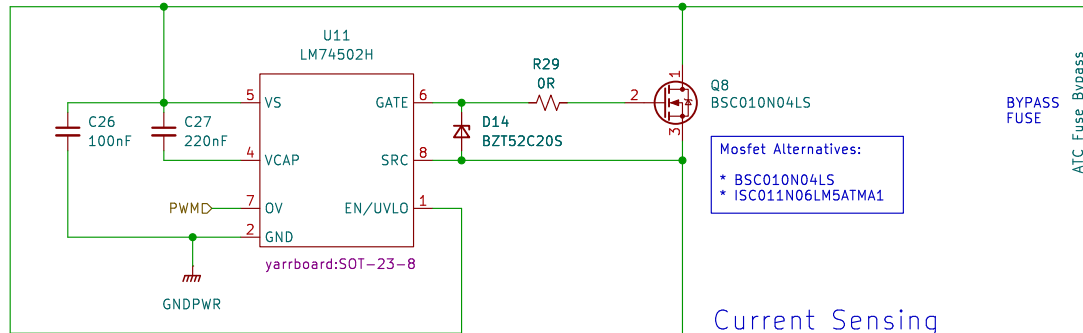 U11
LM74502H
5
VS
GATE
6
4
VCAP
SRC
8
7
OV
EN/UVLO
1
2
GND
yarrboard:SOT-23-8
C26
100nF
C27
220nF
PWM
GNDPWR
D14
BZT52C20S
R29
0R
1
2
3
Q8
BSC010N04LS
Mosfet Alternatives:
* BSC010N04LS
* ISC011N06LM5ATMA1
BYPASS
FUSE
ATC Fuse Bypass
Current Sensing